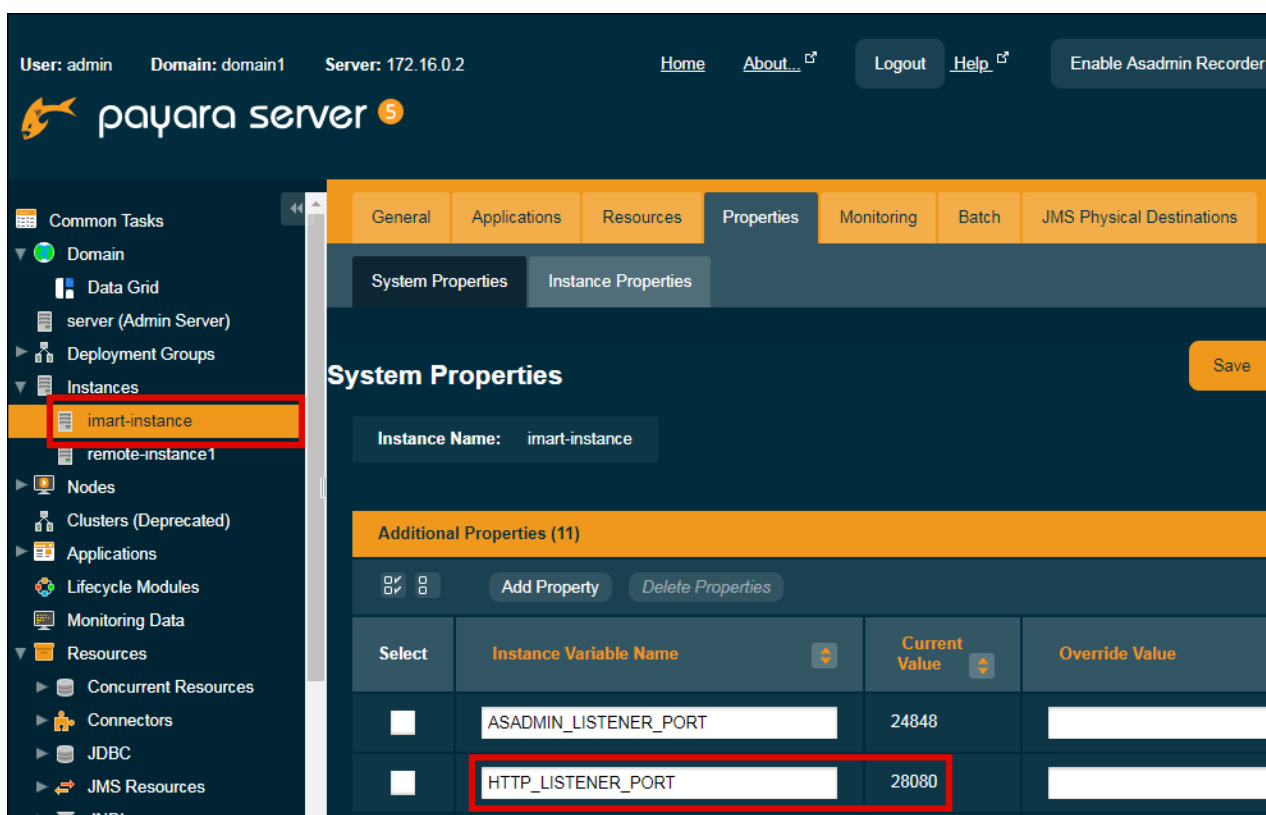 User: admin Domain: domain1 Server: 172.16.0.2 Home About... Logout Help Enable Asadmin Recorder
payara server 5
Common Tasks
Domain
Data Grid
server (Admin Server)
Deployment Groups
Instances
imart-instance
remote-instance1
Nodes
Clusters (Deprecated)
Applications
Lifecycle Modules
Monitoring Data
Resources
Concurrent Resources
Connectors
JDBC
JMS Resources
General Applications Resources Properties Monitoring Batch JMS Physical Destinations
System Properties Instance Properties
System Properties
Save
Instance Name: imart-instance
Additional Properties (11)
Add Property Delete Properties
Select Instance Variable Name Current Value Override Value
ASADMIN_LISTENER_PORT 24848
HTTP_LISTENER_PORT 28080